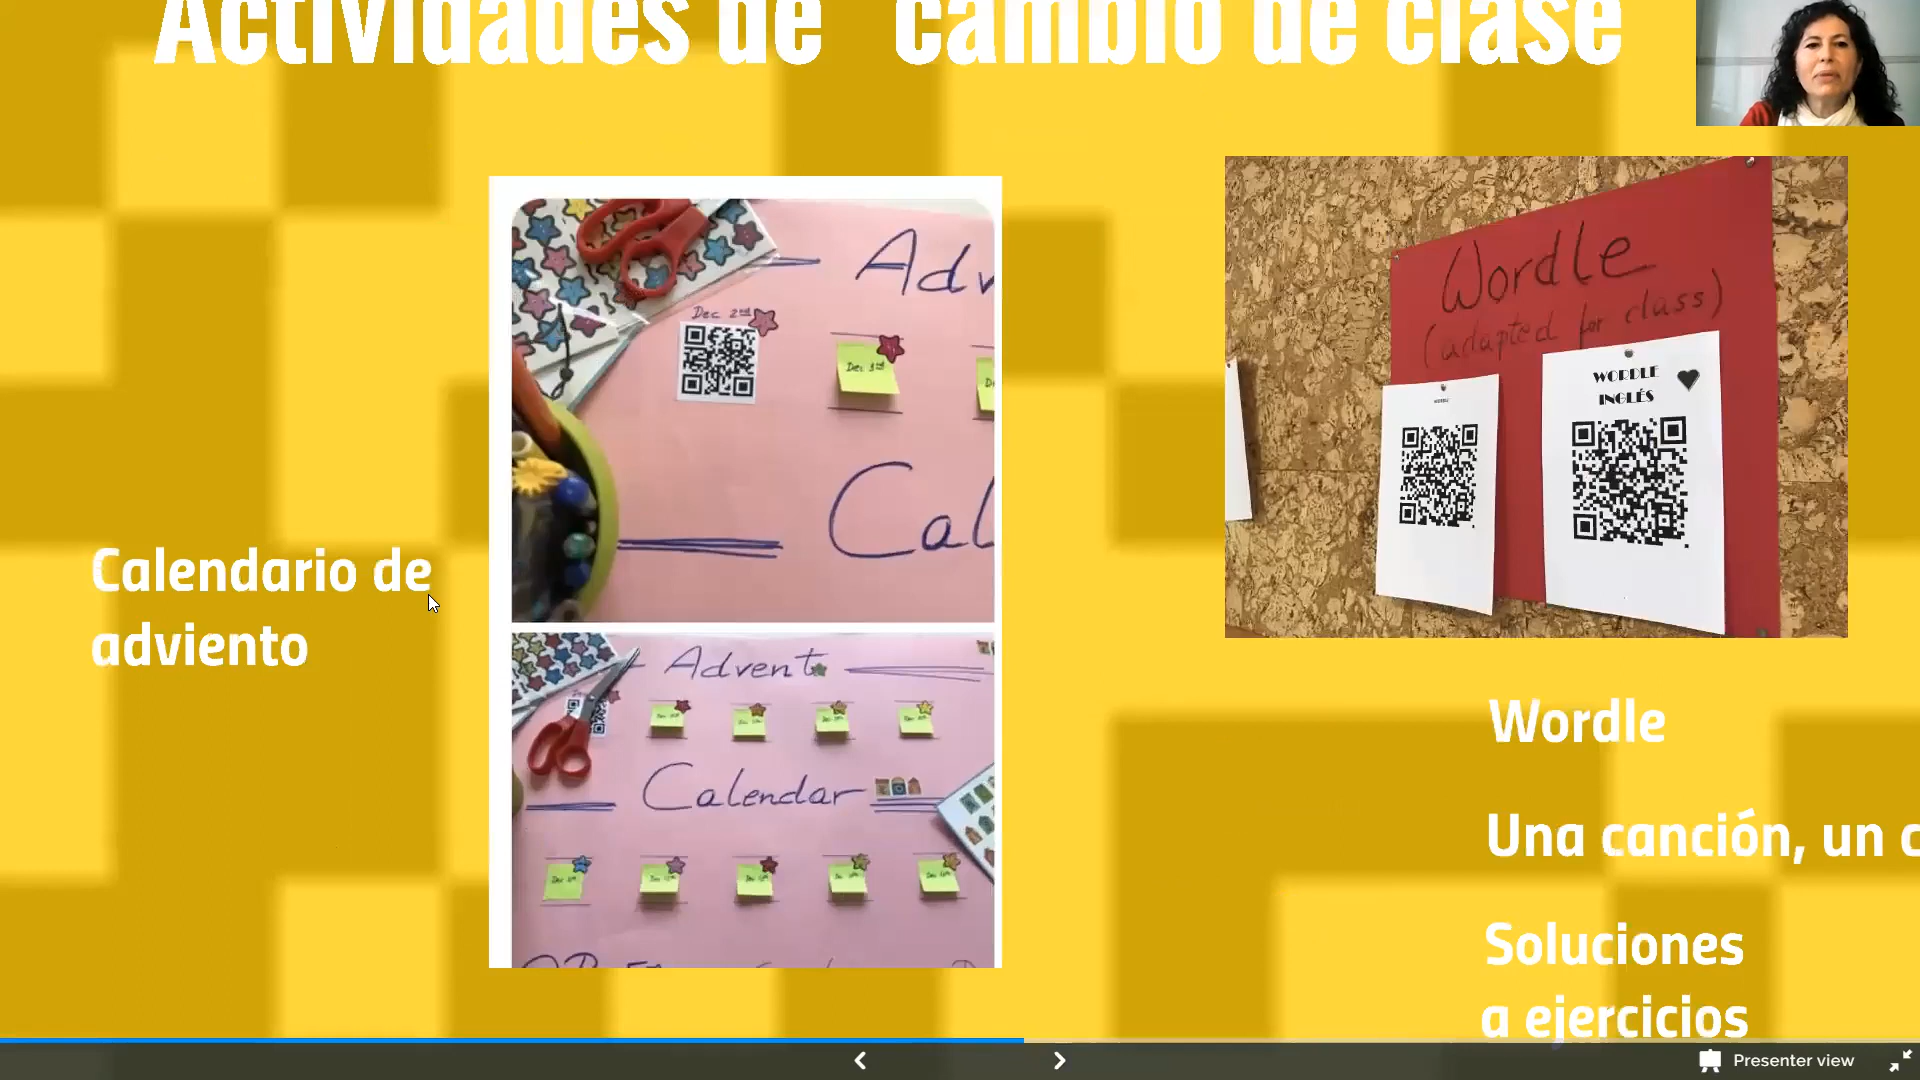 Actividades de "cambio de clase
Calendario de
adviento
Adv
Dec 2nd
Dec 3rd
Cal
Advent
Calendar
Wordle
(adapted for class)
WORDLE
WORDLE
INGLÉS
Wordle
Una canción, un c
Soluciones
a ejercicios
Presenter view